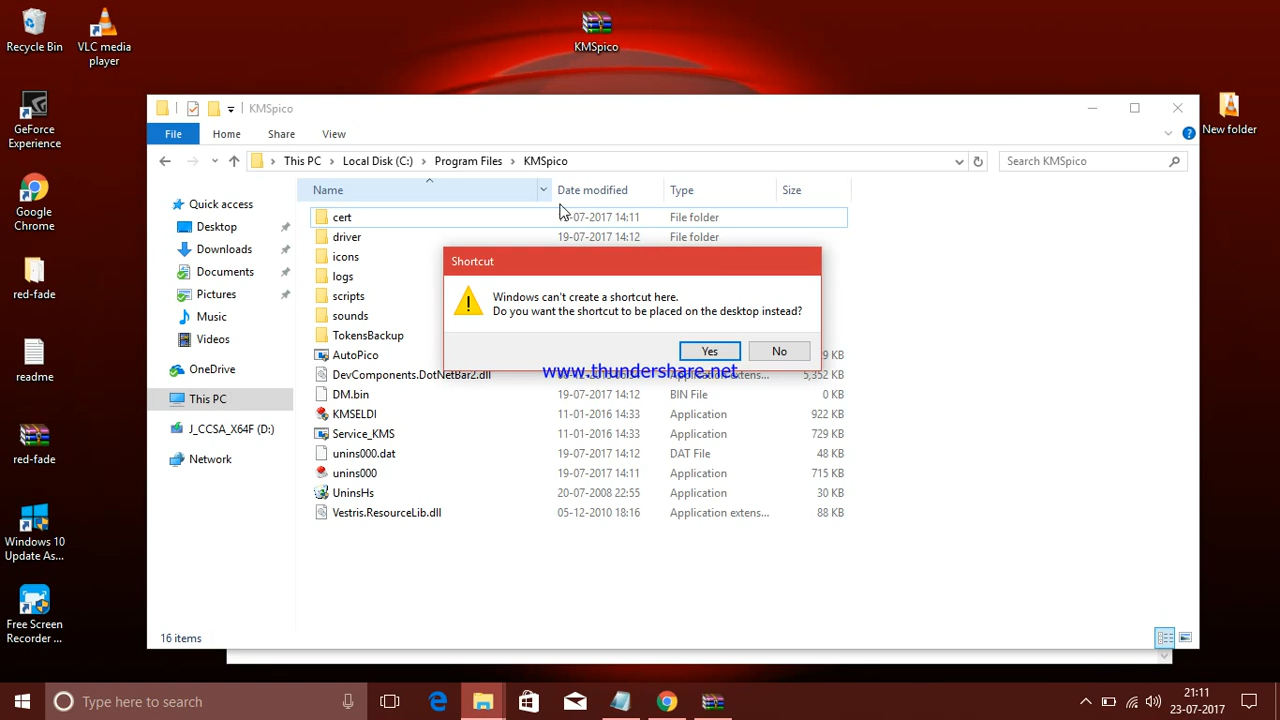 Recycle Bin
VLC media player
KMSpico
GeForce Experience
Google Chrome
red-fade
readme
red-fade
Windows 10 Update As...
Free Screen Recorder ...
New folder
KMSpico
File Home Share View
This PC Local Disk (C:) Program Files KMSpico
Search KMSpico
Name Date modified Type Size
Quick access
Desktop
Downloads
Documents
Pictures
Music
Videos
OneDrive
This PC
J_CCSA_X64F (D:)
Network
cert -07-2017 14:11 File folder
driver 19-07-2017 14:12 File folder
icons
logs
scripts
sounds
TokensBackup
Shortcut
Windows can't create a shortcut here.
Do you want the shortcut to be placed on the desktop instead?
Yes No
www.thundershare.net
AutoPico 9 KB
DevComponents.DotNetBar2.dll Application extens... 5,352 KB
DM.bin 19-07-2017 14:12 BIN File 0 KB
KMSELDI 11-01-2016 14:33 Application 922 KB
Service_KMS 11-01-2016 14:33 Application 729 KB
unins000.dat 19-07-2017 14:12 DAT File 48 KB
unins000 19-07-2017 14:11 Application 715 KB
UninsHs 20-07-2008 22:55 Application 30 KB
Vestris.ResourceLib.dll 05-12-2010 18:16 Application extens... 88 KB
16 items
Type here to search
21:11
23-07-2017